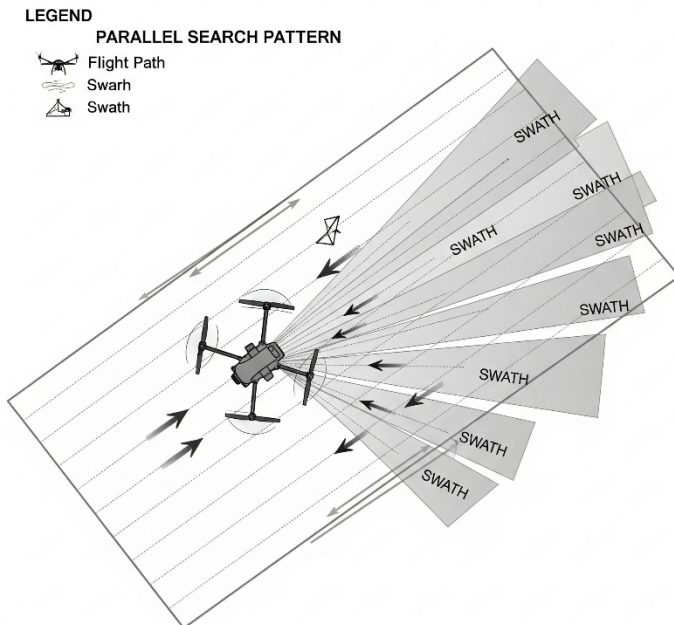 LEGEND
PARALLEL SEARCH PATTERN
Flight Path
Swarh
Swath
SWATH
SWATH
SWATH
SWATH
SWATH
SWATH
SWATH
SWATH